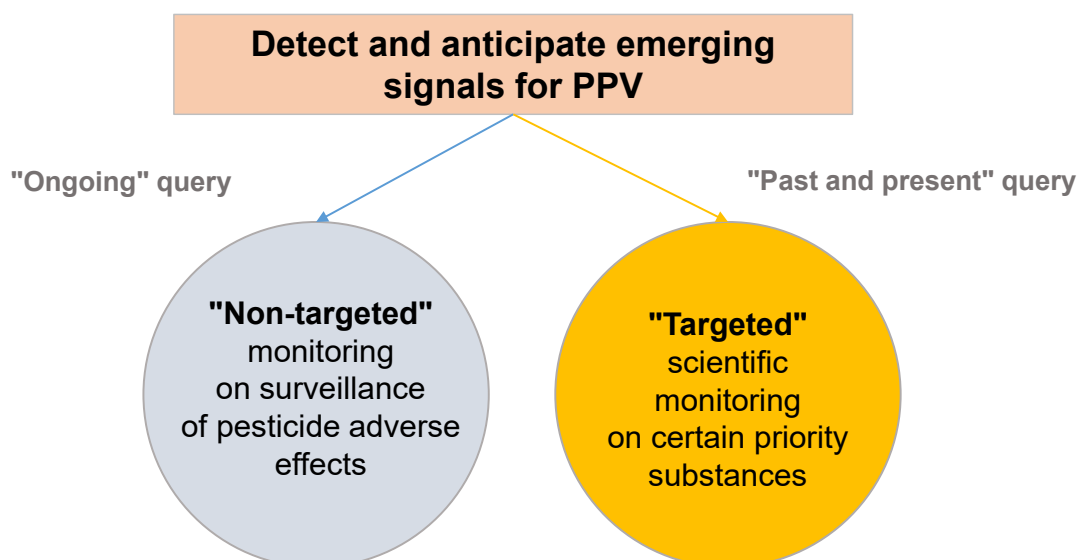 Detect and anticipate emerging
signals for PPV
"Ongoing" query
"Past and present" query
"Non-targeted"
monitoring
on surveillance
of pesticide adverse
effects
"Targeted"
scientific
monitoring
on certain priority
substances